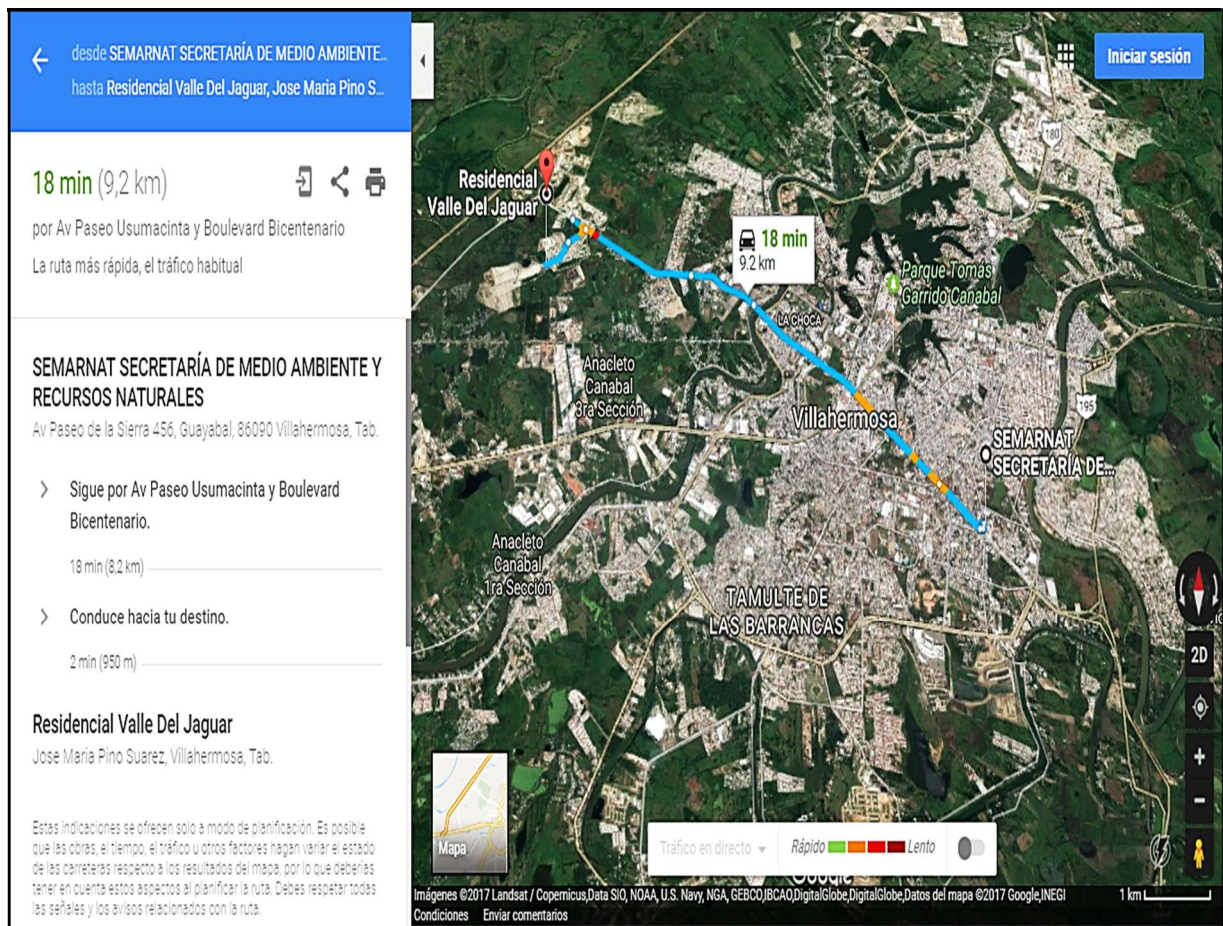 desde SEMARNAT SECRETARÍA DE MEDIO AMBIENTE...
hasta Residencial Valle Del Jaguar, Jose Maria Pino S...
18 min (9,2 km)
por Av Paseo Usumacinta y Boulevard Bicentenario
La ruta más rápida, el tráfico habitual
SEMARNAT SECRETARÍA DE MEDIO AMBIENTE Y
RECURSOS NATURALES
Av Paseo de la Sierra 456, Guayabal, 86090 Villahermosa, Tab.
Sigue por Av Paseo Usumacinta y Boulevard
Bicentenario.
18 min (8,2 km)
Conduce hacia tu destino.
2 min (950 m)
Residencial Valle Del Jaguar
Jose Maria Pino Suarez, Villahermosa, Tab.
Estas indicaciones se ofrecen solo a modo de planificación. Es posible
que las obras, el tiempo, el tráfico u otros factores hagan variar el estado
de las carreteras respecto a los resultados del mapa, por lo que deberías
tener en cuenta estos aspectos al planificar la ruta. Debes respetar todas
las señales y los avisos relacionados con la ruta.
Iniciar sesión
180
Residencial
Valle Del Jaguar
18 min
9.2 km
Parque Tomás
Garrido Canabal
LA CHOCA
Anacleto
Canabal
3ra Sección
Villahermosa
195
SEMARNAT
SECRETARÍA DE...
Anacleto
Canabal
1ra Sección
TAMULTE DE
LAS BARRANCAS
2D
Mapa
Tráfico en directo
Rápido
Lento
Google
Imágenes ©2017 Landsat / Copernicus,Data SIO, NOAA, U.S. Navy, NGA, GEBCO,IBCAO,DigitalGlobe,DigitalGlobe,Datos del mapa ©2017 Google,INEGI
1 km
Condiciones Enviar comentarios